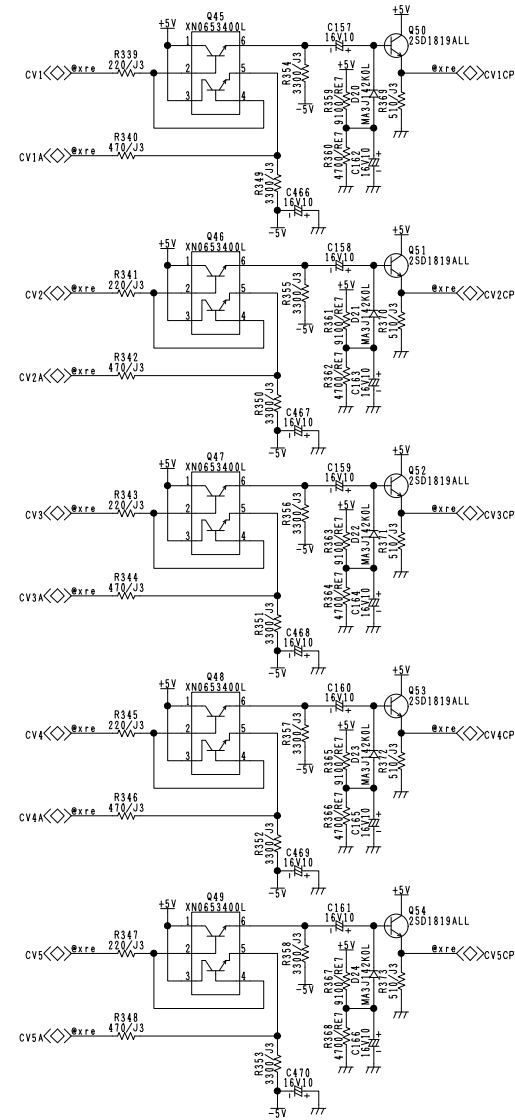 +5V
Q45
XN0653400L
C157
16V10
+5V
Q50
2SD1819ALL
CV1
@xre
R339
220/J3
1
2
3
6
5
4
R354
3300/J3
-5V
+5V
R359
9100/RE7
D20
MA3J142K0L
R369
510/J3
@xre
CV1CP
CV1A
@xre
R340
470/J3
R360
4700/RE7
C162
16V10
R349
3300/J3
C466
16V10
-5V
+5V
Q46
XN0653400L
C158
16V10
+5V
Q51
2SD1819ALL
CV2
@xre
R341
220/J3
1
2
3
6
5
4
R355
3300/J3
-5V
+5V
R361
9100/RE7
D21
MA3J142K0L
R370
510/J3
@xre
CV2CP
CV2A
@xre
R342
470/J3
R362
4700/RE7
C163
16V10
R350
3300/J3
C467
16V10
-5V
+5V
Q47
XN0653400L
C159
16V10
+5V
Q52
2SD1819ALL
CV3
@xre
R343
220/J3
1
2
3
6
5
4
R356
3300/J3
-5V
+5V
R363
9100/RE7
D22
MA3J142K0L
R371
510/J3
@xre
CV3CP
CV3A
@xre
R344
470/J3
R364
4700/RE7
C164
16V10
R351
3300/J3
C468
16V10
-5V
+5V
Q48
XN0653400L
C160
16V10
+5V
Q53
2SD1819ALL
CV4
@xre
R345
220/J3
1
2
3
6
5
4
R357
3300/J3
-5V
+5V
R365
9100/RE7
D23
MA3J142K0L
R372
510/J3
@xre
CV4CP
CV4A
@xre
R346
470/J3
R366
4700/RE7
C165
16V10
R352
3300/J3
C469
16V10
-5V
+5V
Q49
XN0653400L
C161
16V10
+5V
Q54
2SD1819ALL
CV5
@xre
R347
220/J3
1
2
3
6
5
4
R358
3300/J3
-5V
+5V
R367
9100/RE7
D24
MA3J142K0L
R373
510/J3
@xre
CV5CP
CV5A
@xre
R348
470/J3
R368
4700/RE7
C166
16V10
R353
3300/J3
C470
16V10
-5V